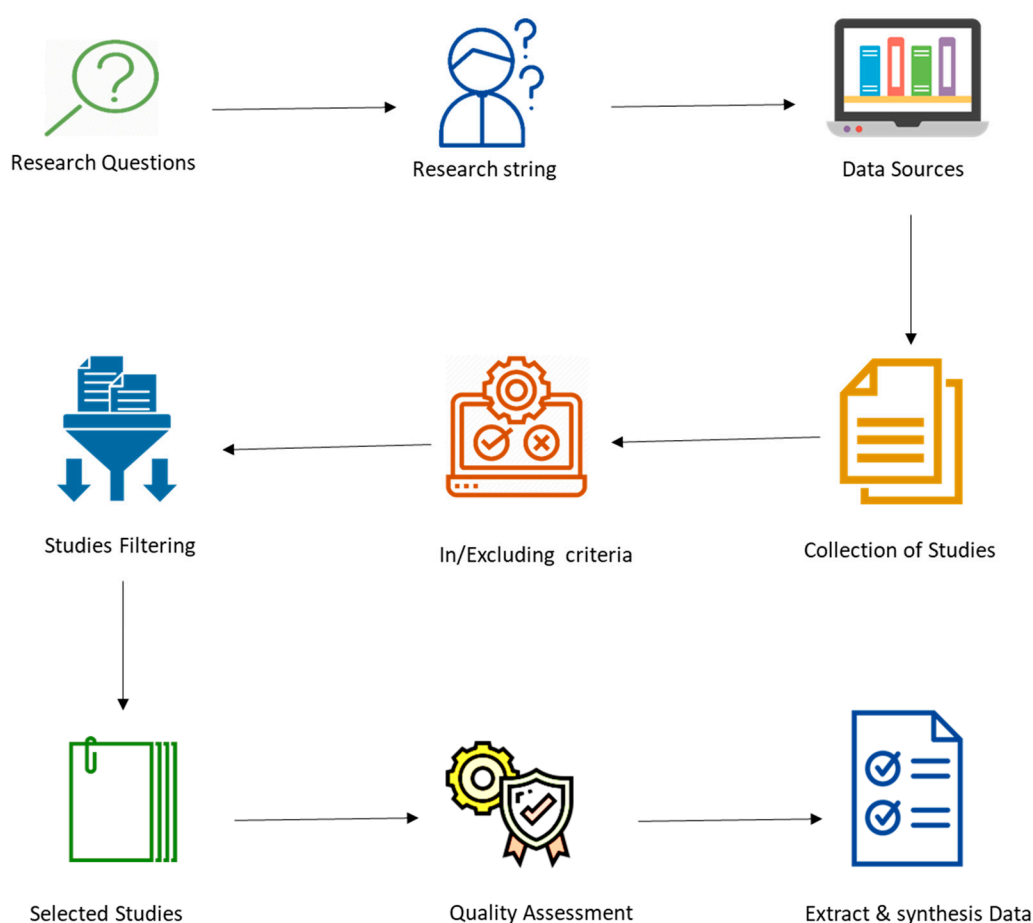 Research Questions
Research string
Data Sources
Studies Filtering
In/Excluding criteria
Collection of Studies
Selected Studies
Quality Assessment
Extract & synthesis Data